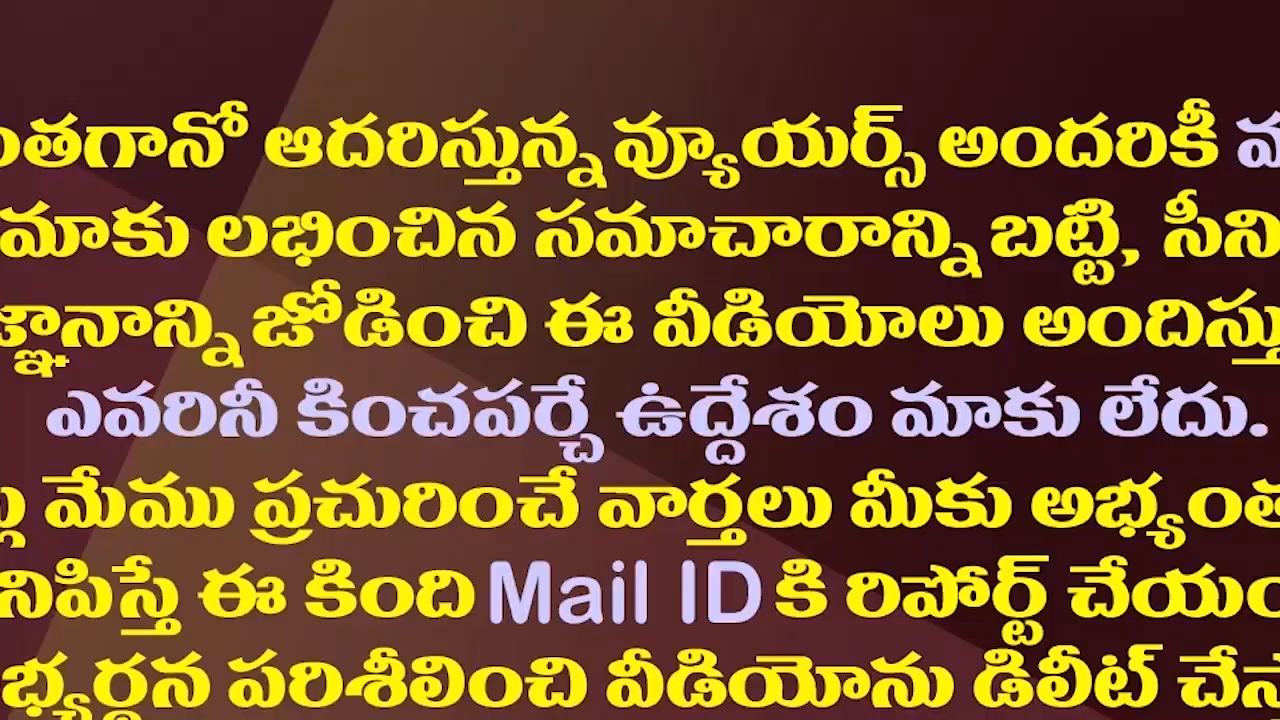 ంతగానో ఆదరిస్తున్న వ్యూయర్స్ అందరికీ
మాకు లభించిన సమాచారాన్ని బట్టి, సీని
జ్ఞానాన్ని జోడించి ఈ వీడియోలు అందిస్తు
ఎవరినీ కించపర్చే ఉద్దేశం మాకు లేదు.
మేము ప్రచురించే వార్తలు మీకు అభ్యంత
నిపిస్తే ఈ కింది Mail ID కి రిపోర్ట్ చేయం
భ్యర్థన పరిశీలించి వీడియోను డిలీట్ చేస